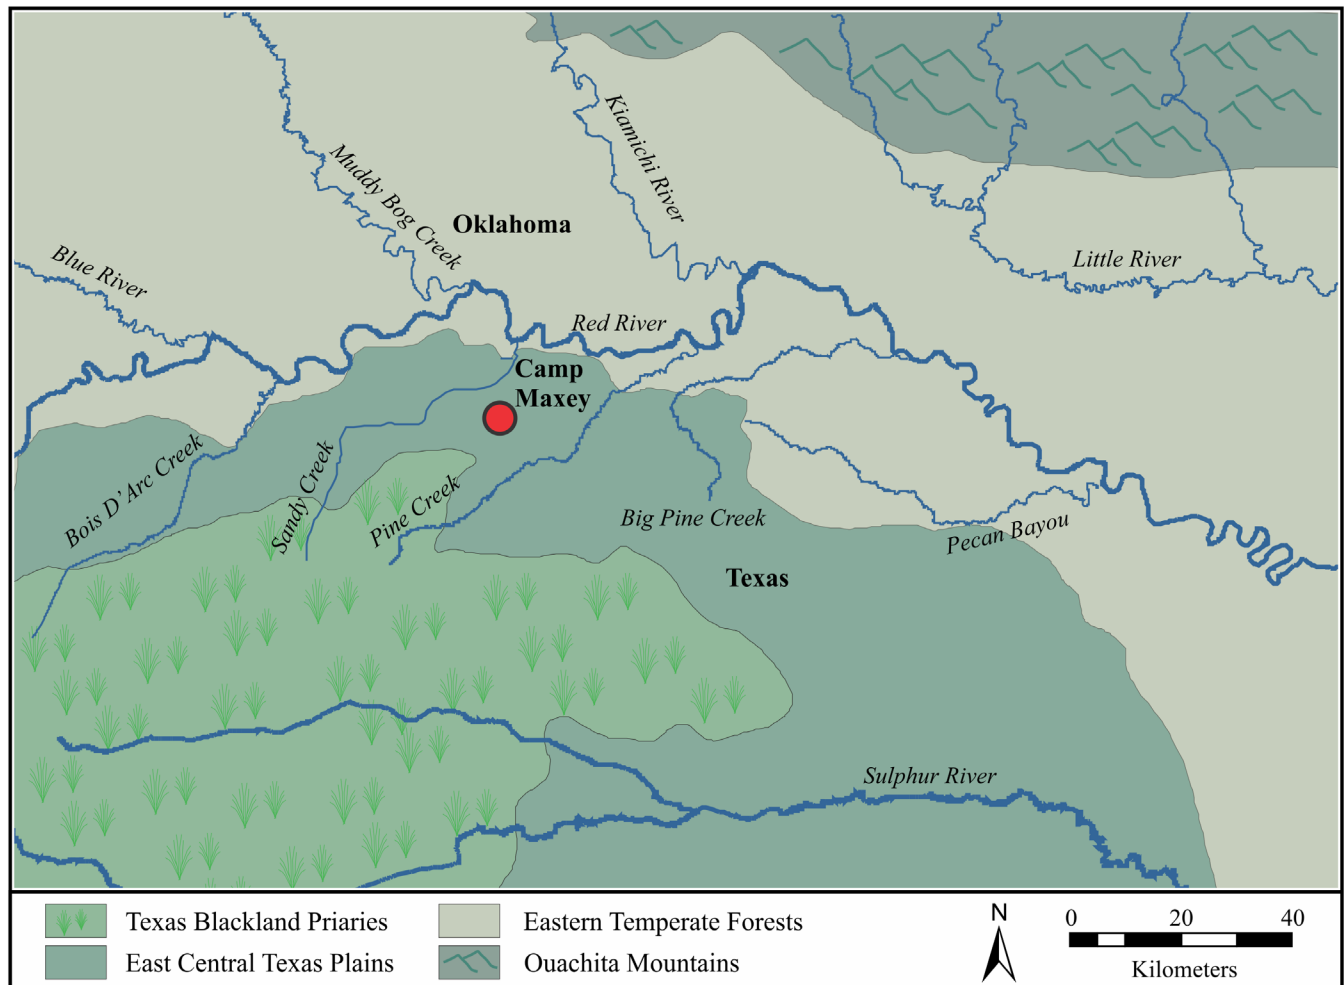 Kiamichi River
Muddy Bog Creek
Oklahoma
Blue River
Little River
Red River
Camp
Maxey
Bois D'Arc Creek
Sandy Creek
Pine Creek
Big Pine Creek
Pecan Bayou
Texas
Sulphur River
Texas Blackland Priaries
Eastern Temperate Forests
East Central Texas Plains
Ouachita Mountains
N
0 20 40
Kilometers